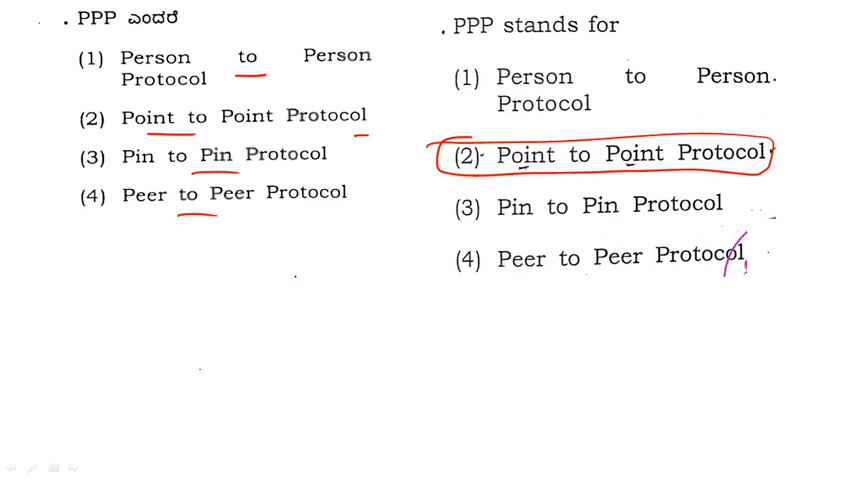 . PPP ಎಂದರೆ
(1) Person to Person
Protocol
(2) Point to Point Protocol
(3) Pin to Pin Protocol
(4) Peer to Peer Protocol
. PPP stands for
(1) Person to Person
Protocol
(2) Point to Point Protocol
(3) Pin to Pin Protocol
(4) Peer to Peer Protocol